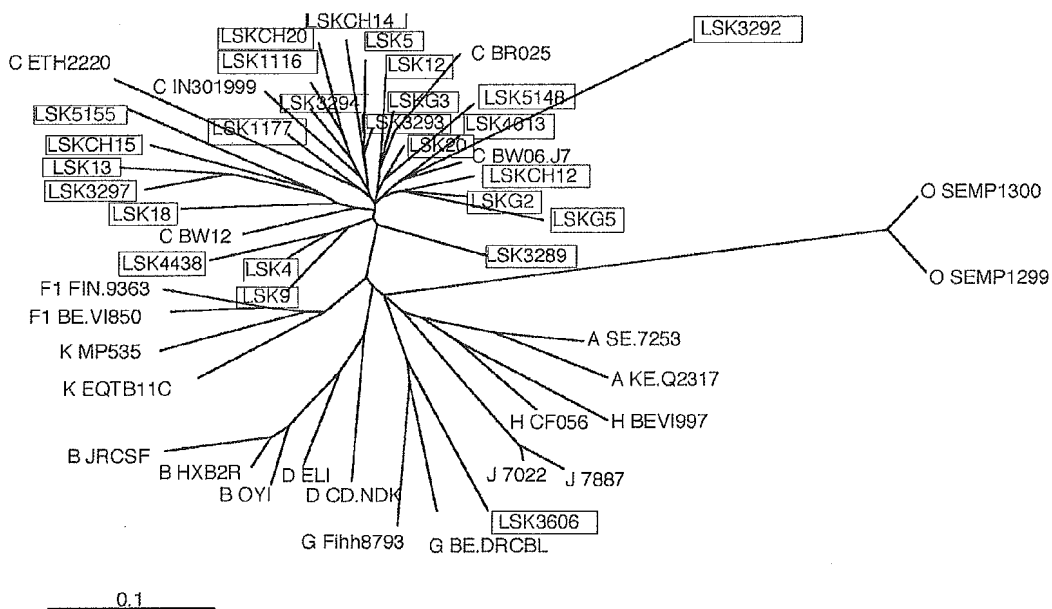 LSKCH14
LSKCH20
LSK5
LSK3292
C BR025
C ETH2220
LSK1116
LSK12
C IN301999
LSK3294
LSKG3
LSK5148
LSK5155
LSK1177
LSK3293
LSK4013
LSKCH15
LSK20
C BW06.J7
LSK13
LSKCH12
LSK3297
LSKG2
O SEMP1300
LSK18
LSKG5
C BW12
LSK4438
LSK4
LSK3289
O SEMP1299
F1 FIN.9363
LSK9
F1 BE.VI850
A SE.7253
K MP535
A KE.Q2317
K EQTB11C
H CF056
H BEVI997
B JRCSF
B HXB2R
D ELI
J 7022
J 7887
B OYI
D CD.NDK
LSK3606
G Fihh8793
G BE.DRCBL
0.1